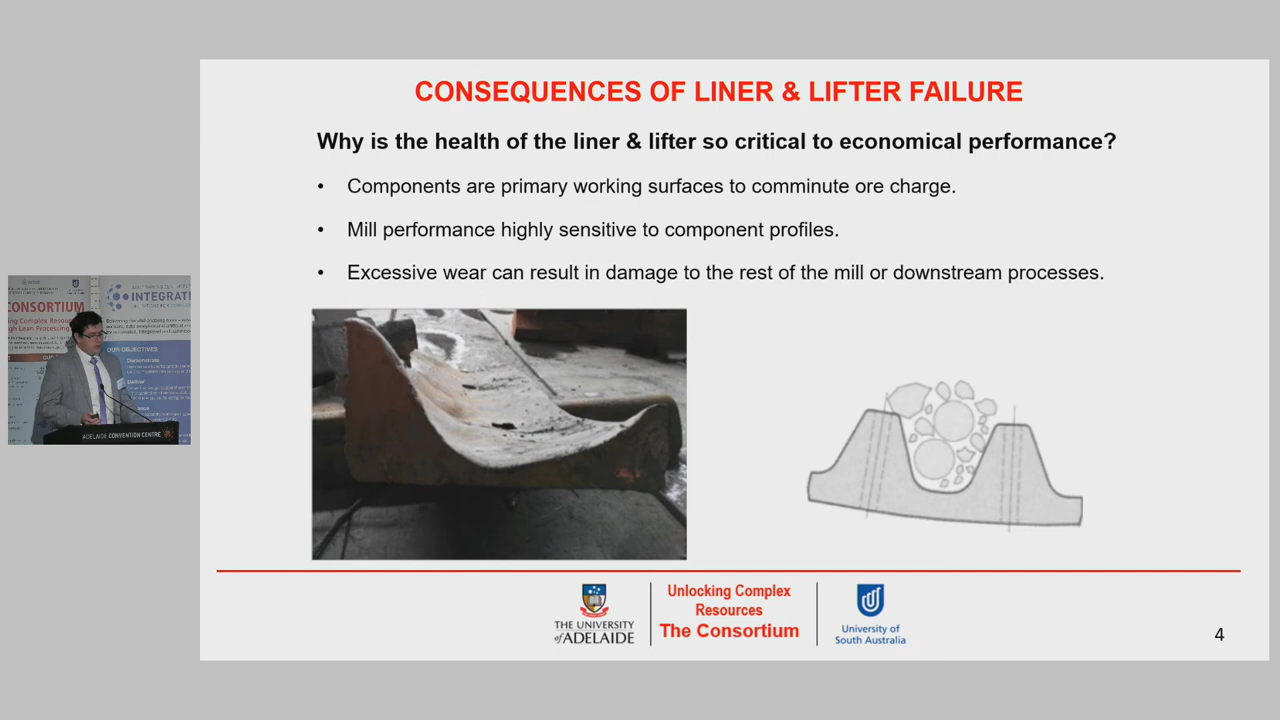 CONSEQUENCES OF LINER & LIFTER FAILURE
Why is the health of the liner & lifter so critical to economical performance?
• Components are primary working surfaces to comminute ore charge.
• Mill performance highly sensitive to component profiles.
• Excessive wear can result in damage to the rest of the mill or downstream processes.
CONSORTIUM
INTEGRAT
OUR OBJECTIVES
Demonstrate
ADELAIDE CONVENTION CENTRE
THE UNIVERSITY
of ADELAIDE
Unlocking Complex
Resources
The Consortium
University of
South Australia
4